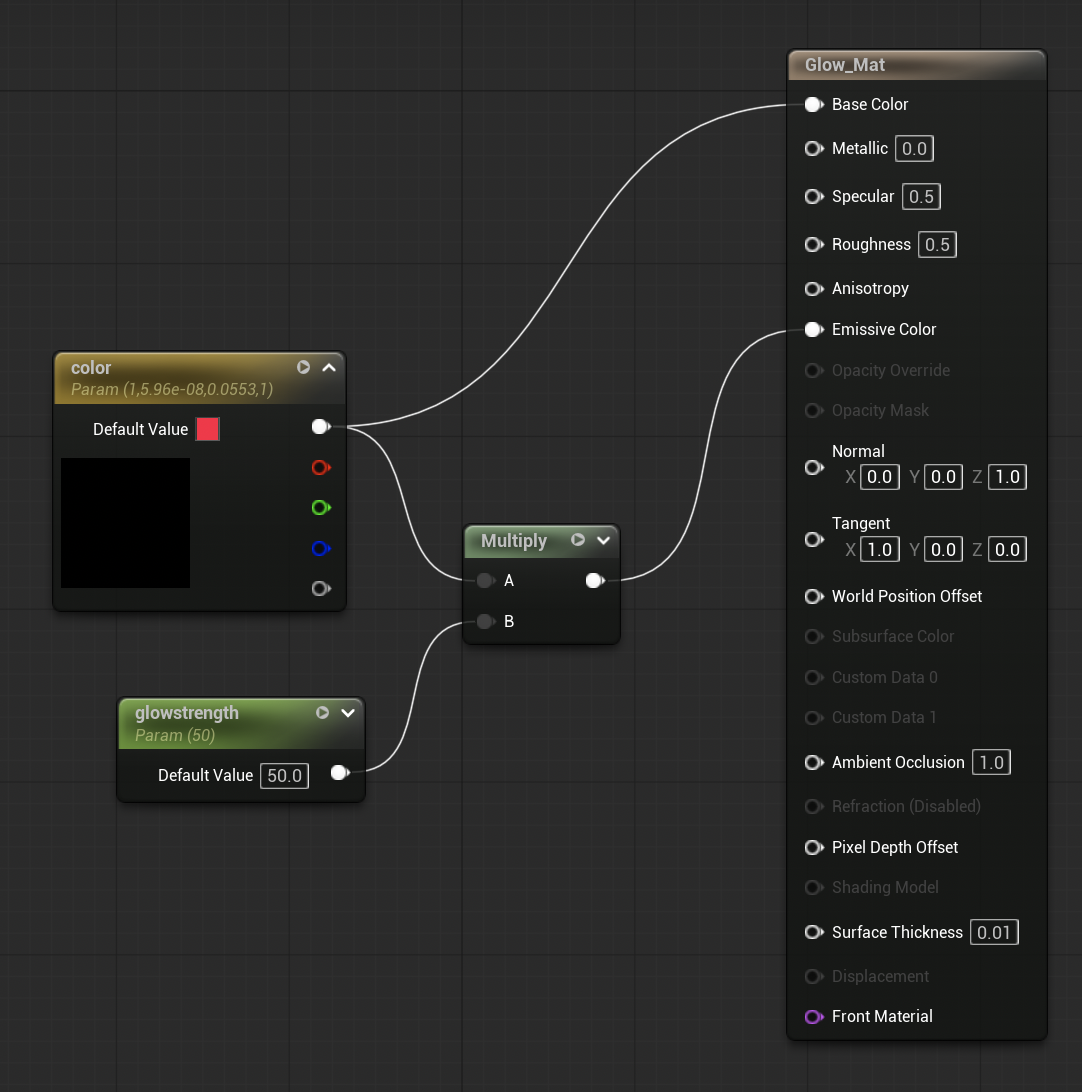 color
Param (1,5.96e-08,0.0553,1)
Default Value
Multiply
A
B
glowstrength
Param (50)
Default Value 50.0
Glow_Mat
Base Color
Metallic 0.0
Specular 0.5
Roughness 0.5
Anisotropy
Emissive Color
Opacity Override
Opacity Mask
Normal
X 0.0 Y 0.0 Z 1.0
Tangent
X 1.0 Y 0.0 Z 0.0
World Position Offset
Subsurface Color
Custom Data 0
Custom Data 1
Ambient Occlusion 1.0
Refraction (Disabled)
Pixel Depth Offset
Shading Model
Surface Thickness 0.01
Displacement
Front Material